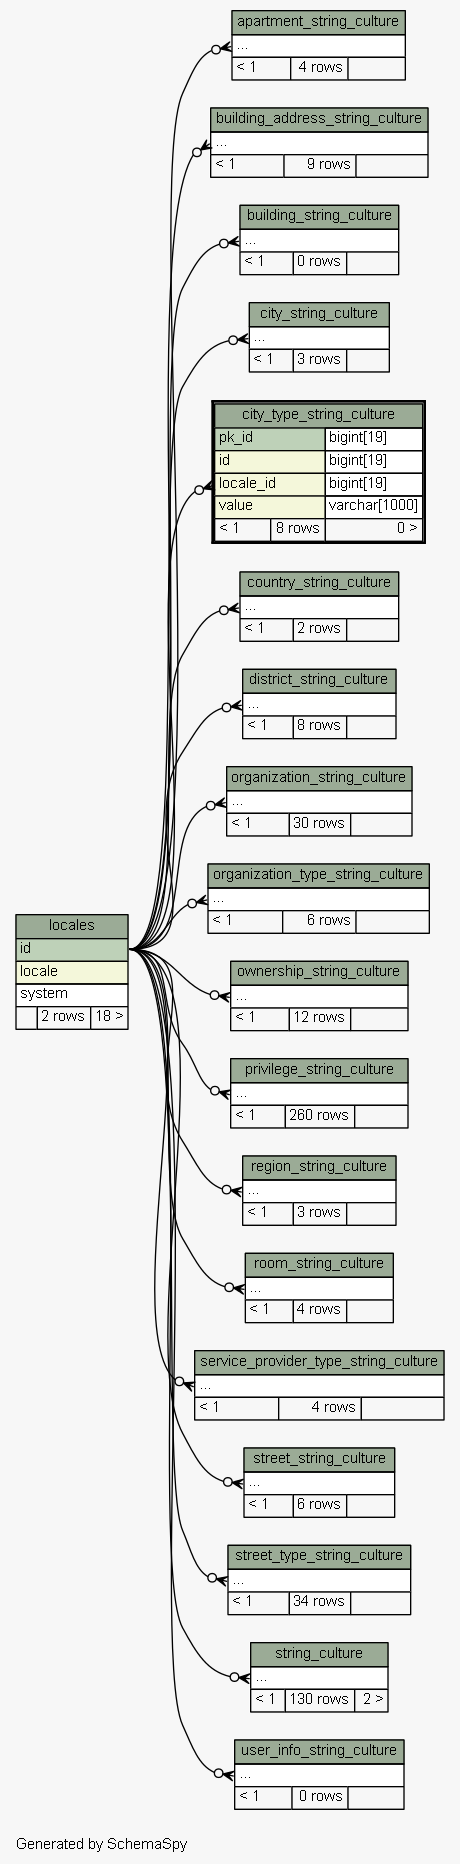 apartment_string_culture
...
< 1 4 rows
building_address_string_culture
...
< 1 9 rows
building_string_culture
...
< 1 0 rows
city_string_culture
...
< 1 3 rows
city_type_string_culture
pk_id bigint[19]
id bigint[19]
locale_id bigint[19]
value varchar[1000]
< 1 8 rows 0 >
country_string_culture
...
< 1 2 rows
district_string_culture
...
< 1 8 rows
organization_string_culture
...
< 1 30 rows
organization_type_string_culture
...
< 1 6 rows
locales
id
locale
system
2 rows 18 >
ownership_string_culture
...
< 1 12 rows
privilege_string_culture
...
< 1 260 rows
region_string_culture
...
< 1 3 rows
room_string_culture
...
< 1 4 rows
service_provider_type_string_culture
...
< 1 4 rows
street_string_culture
...
< 1 6 rows
street_type_string_culture
...
< 1 34 rows
string_culture
...
< 1 130 rows 2 >
user_info_string_culture
...
< 1 0 rows
Generated by SchemaSpy